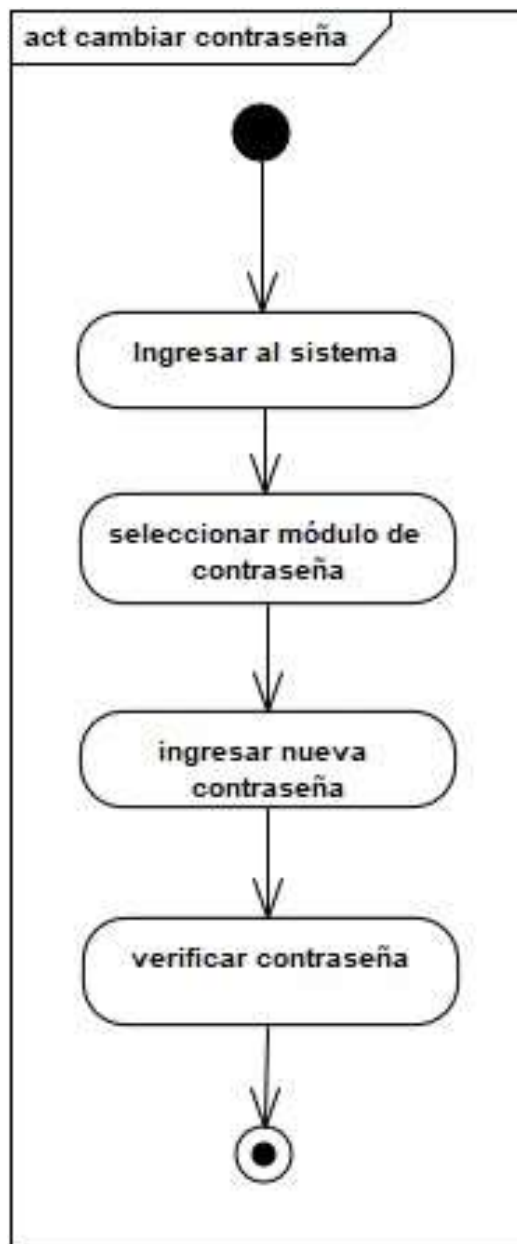 act cambiar contraseña
Ingresar al sistema
seleccionar módulo de
contraseña
ingresar nueva
contraseña
verificar contraseña